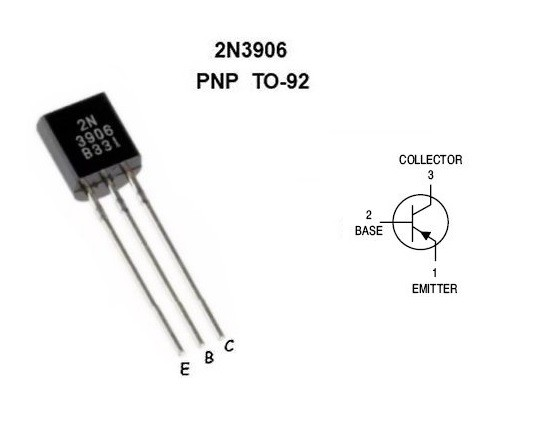 2N3906
PNP TO-92
2N
3906
B331
COLLECTOR
3
2
BASE
1
EMITTER
E
B
C